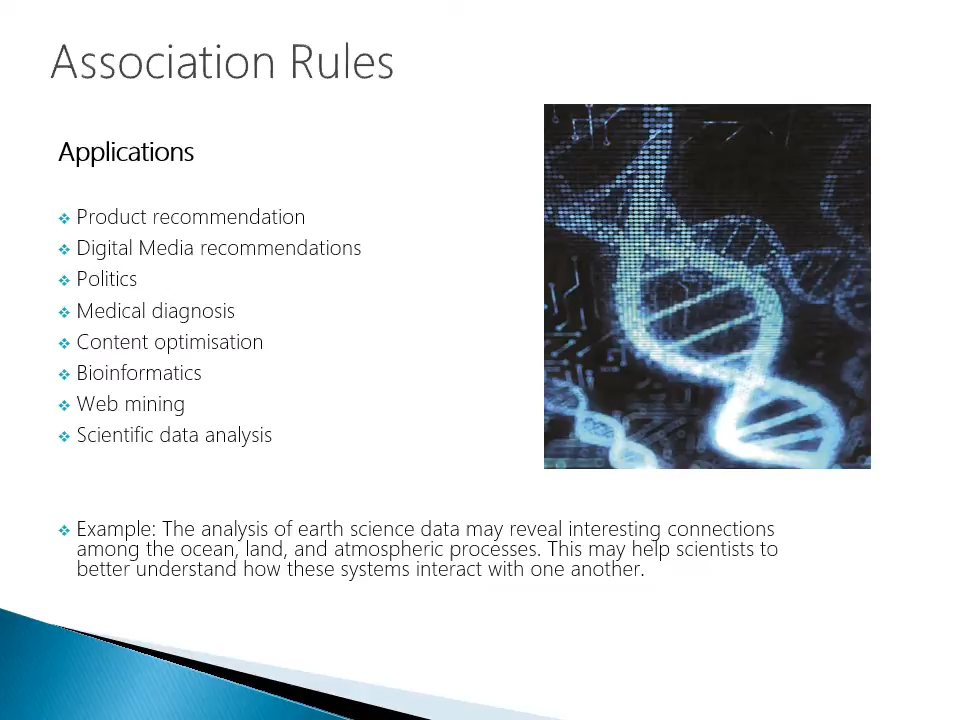 Association Rules
Applications
Product recommendation
Digital Media recommendations
Politics
Medical diagnosis
Content optimisation
Bioinformatics
Web mining
Scientific data analysis
Example: The analysis of earth science data may reveal interesting connections
among the ocean, land, and atmospheric processes. This may help scientists to
better understand how these systems interact with one another.